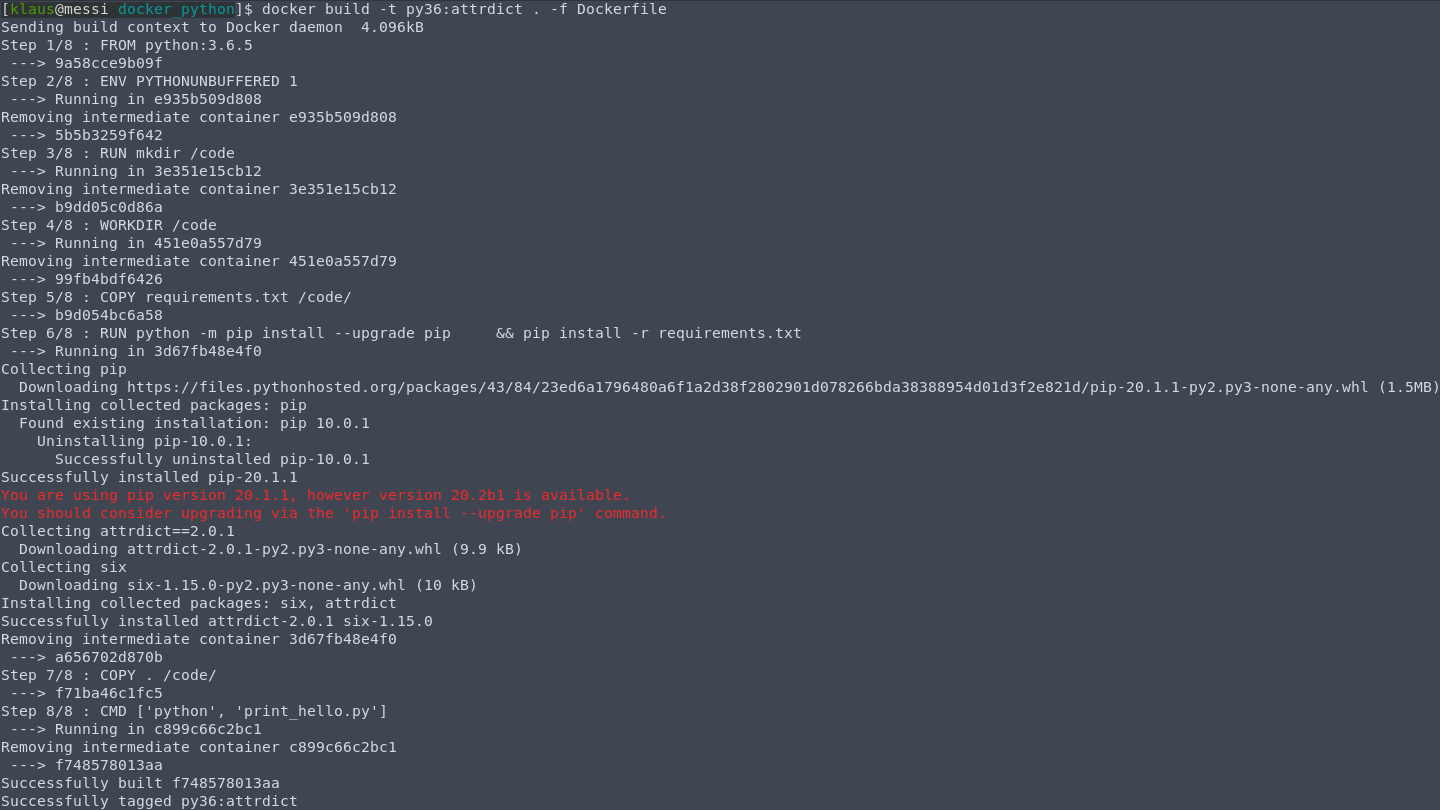 [klaus@messi docker_python]$ docker build -t py36:attrdict . -f Dockerfile
Sending build context to Docker daemon  4.096kB
Step 1/8 : FROM python:3.6.5
 ---> 9a58cce9b09f
Step 2/8 : ENV PYTHONUNBUFFERED 1
 ---> Running in e935b509d808
Removing intermediate container e935b509d808
 ---> 5b5b3259f642
Step 3/8 : RUN mkdir /code
 ---> Running in 3e351e15cb12
Removing intermediate container 3e351e15cb12
 ---> b9dd05c0d86a
Step 4/8 : WORKDIR /code
 ---> Running in 451e0a557d79
Removing intermediate container 451e0a557d79
 ---> 99fb4bdf6426
Step 5/8 : COPY requirements.txt /code/
 ---> b9d054bc6a58
Step 6/8 : RUN python -m pip install --upgrade pip     && pip install -r requirements.txt
 ---> Running in 3d67fb48e4f0
Collecting pip
  Downloading https://files.pythonhosted.org/packages/43/84/23ed6a1796480a6f1a2d38f2802901d078266bda38388954d01d3f2e821d/pip-20.1.1-py2.py3-none-any.whl (1.5MB)
Installing collected packages: pip
  Found existing installation: pip 10.0.1
    Uninstalling pip-10.0.1:
      Successfully uninstalled pip-10.0.1
Successfully installed pip-20.1.1
You are using pip version 20.1.1, however version 20.2b1 is available.
You should consider upgrading via the 'pip install --upgrade pip' command.
Collecting attrdict==2.0.1
  Downloading attrdict-2.0.1-py2.py3-none-any.whl (9.9 kB)
Collecting six
  Downloading six-1.15.0-py2.py3-none-any.whl (10 kB)
Installing collected packages: six, attrdict
Successfully installed attrdict-2.0.1 six-1.15.0
Removing intermediate container 3d67fb48e4f0
 ---> a656702d870b
Step 7/8 : COPY . /code/
 ---> f71ba46c1fc5
Step 8/8 : CMD ['python', 'print_hello.py']
 ---> Running in c899c66c2bc1
Removing intermediate container c899c66c2bc1
 ---> f748578013aa
Successfully built f748578013aa
Successfully tagged py36:attrdict